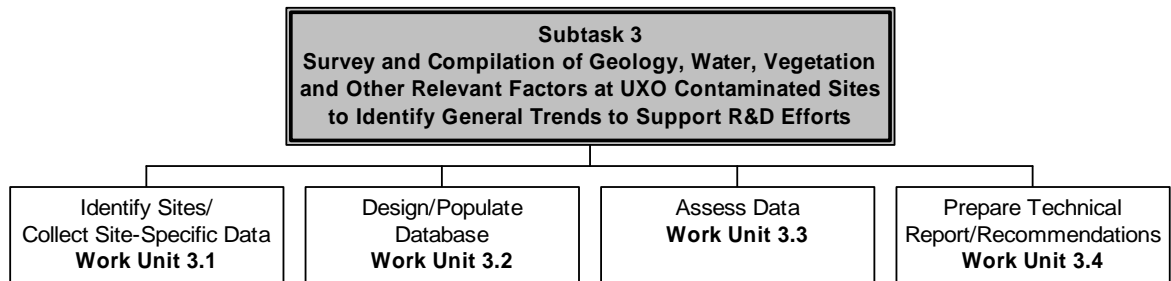 Subtask 3
Survey and Compilation of Geology, Water, Vegetation
and Other Relevant Factors at UXO Contaminated Sites
to Identify General Trends to Support R&D Efforts
Identify Sites/
Collect Site-Specific Data
Work Unit 3.1
Design/Populate
Database
Work Unit 3.2
Assess Data
Work Unit 3.3
Prepare Technical
Report/Recommendations
Work Unit 3.4